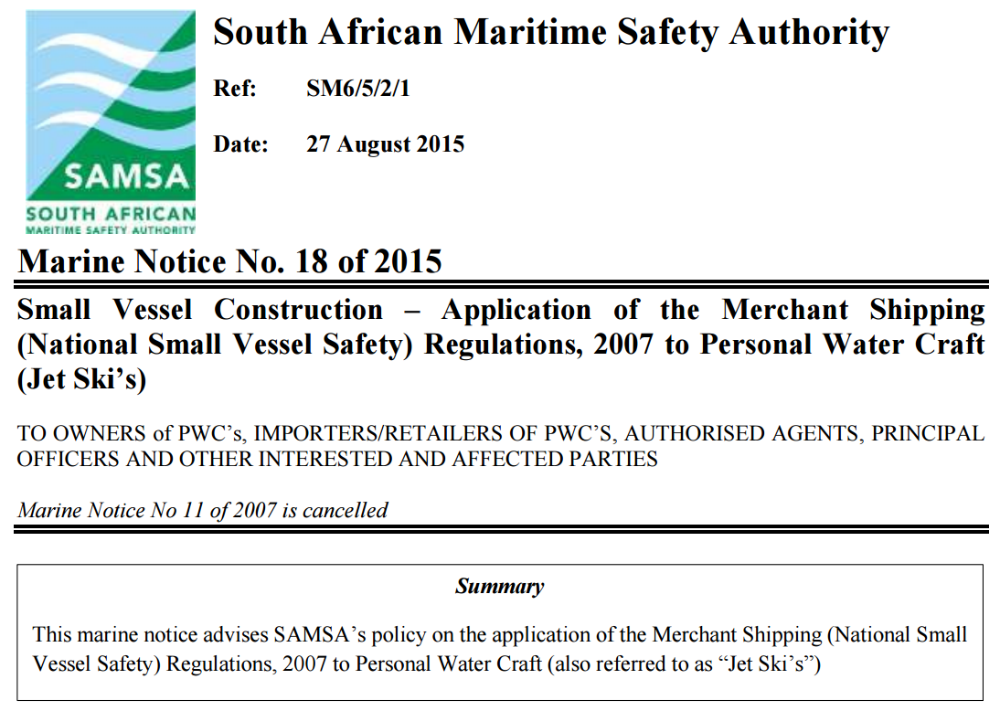 South African Maritime Safety Authority
Ref: SM6/5/2/1
Date: 27 August 2015
SAMSA
SOUTH AFRICAN
MARITIME SAFETY AUTHORITY
Marine Notice No. 18 of 2015
Small Vessel Construction – Application of the Merchant Shipping
(National Small Vessel Safety) Regulations, 2007 to Personal Water Craft
(Jet Ski’s)
TO OWNERS of PWC’s, IMPORTERS/RETAILERS OF PWC’S, AUTHORISED AGENTS, PRINCIPAL
OFFICERS AND OTHER INTERESTED AND AFFECTED PARTIES
Marine Notice No 11 of 2007 is cancelled
Summary
This marine notice advises SAMSA’s policy on the application of the Merchant Shipping (National Small
Vessel Safety) Regulations, 2007 to Personal Water Craft (also referred to as “Jet Ski’s”)